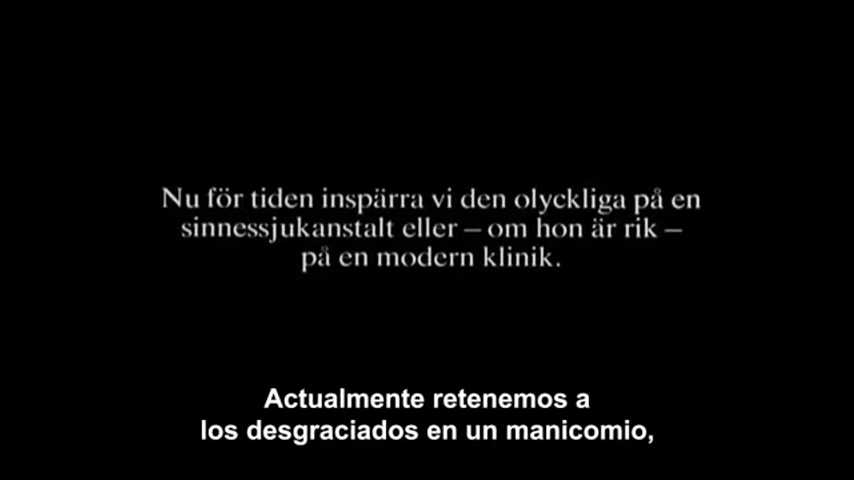 Nu för tiden inspärra vi den olyckliga på en
sinnessjukanstalt eller – om hon är rik –
på en modern klinik.
Actualmente retenemos a
los desgraciados en un manicomio,